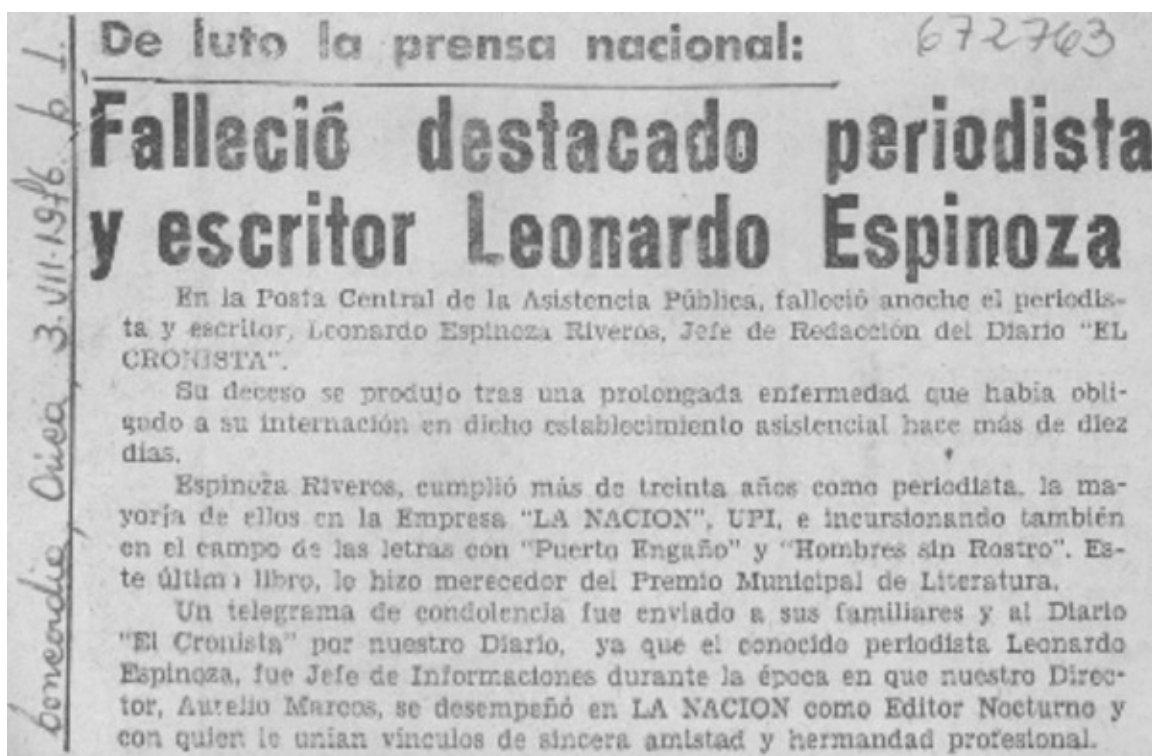 De luto la prensa nacional:
672763
Falleció destacado periodista
y escritor Leonardo Espinoza
En la Posta Central de la Asistencia Pública, falleció anoche el periodis-
ta y escritor, Leonardo Espinoza Riveros, Jefe de Redacción del Diario "EL
CRONISTA".
Su deceso se produjo tras una prolongada enfermedad que había obli-
gado a su internación en dicho establecimiento asistencial hace más de diez
días.
Espinoza Riveros, cumplió más de treinta años como periodista, la ma-
yoría de ellos en la Empresa "LA NACION", UPI, e incursionando también
en el campo de las letras con "Puerto Engaño" y "Hombres sin Rostro". Es-
te último libro, lo hizo merecedor del Premio Municipal de Literatura.
Un telegrama de condolencia fue enviado a sus familiares y al Diario
"El Cronista" por nuestro Diario, ya que el conocido periodista Leonardo
Espinoza, fue Jefe de Informaciones durante la época en que nuestro Direc-
tor, Aurelio Marcos, se desempeñó en LA NACION como Editor Nocturno y
con quien le unían vínculos de sincera amistad y hermandad profesional.
Concordia, Arica, 3.VII-1976. p 1.